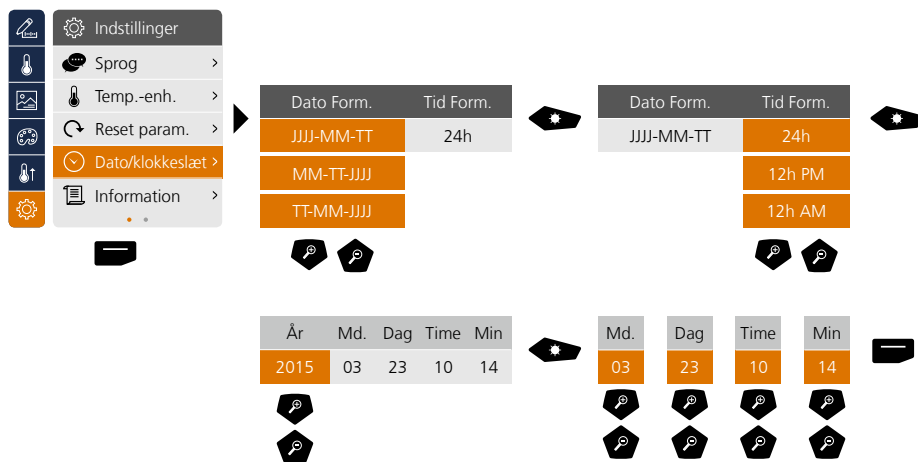 Indstillinger
Sprog
Temp.-enh.
Reset param.
Dato/klokkeslæt
Information
Dato Form. Tid Form.
JJJJ-MM-TT 24h
MM-TT-JJJJ
TT-MM-JJJJ
Dato Form. Tid Form.
JJJJ-MM-TT 24h
12h PM
12h AM
År Md. Dag Time Min
2015 03 23 10 14
Md. Dag Time Min
03 23 10 14